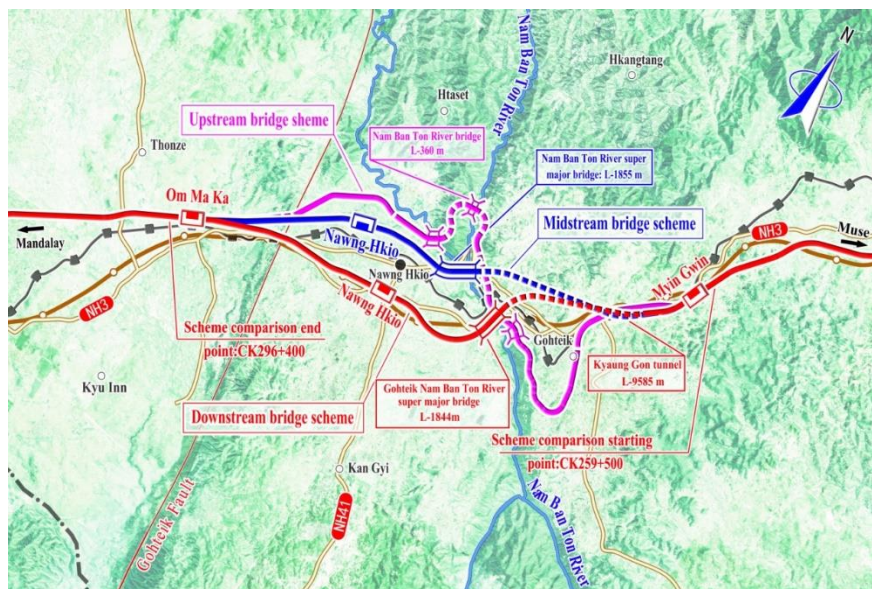 N
Nam Ban Ton River
Hkangtang
Htaset
Upstream bridge sheme
Nam Ban Ton River bridge
L-360 m
Nam Ban Ton River super
major bridge: L-1855 m
Thonze
Om Ma Ka
Mandalay
Nawng-Hkio
Midstream bridge scheme
Muse
NH3
Nawng Hkio
Nawng Hkio
Myin Gwin
NH3
Scheme comparison end
point:CK296+400
Gohteik
Kyaung Gon tunnel
L-9585 m
Kyu Inn
Gohteik Nam Ban Ton River
super major bridge
L-1844m
Downstream bridge scheme
Scheme comparison starting
point:CK259+500
Kan Gyi
Gohteik Fault
NH41
Nam Ban Ton River